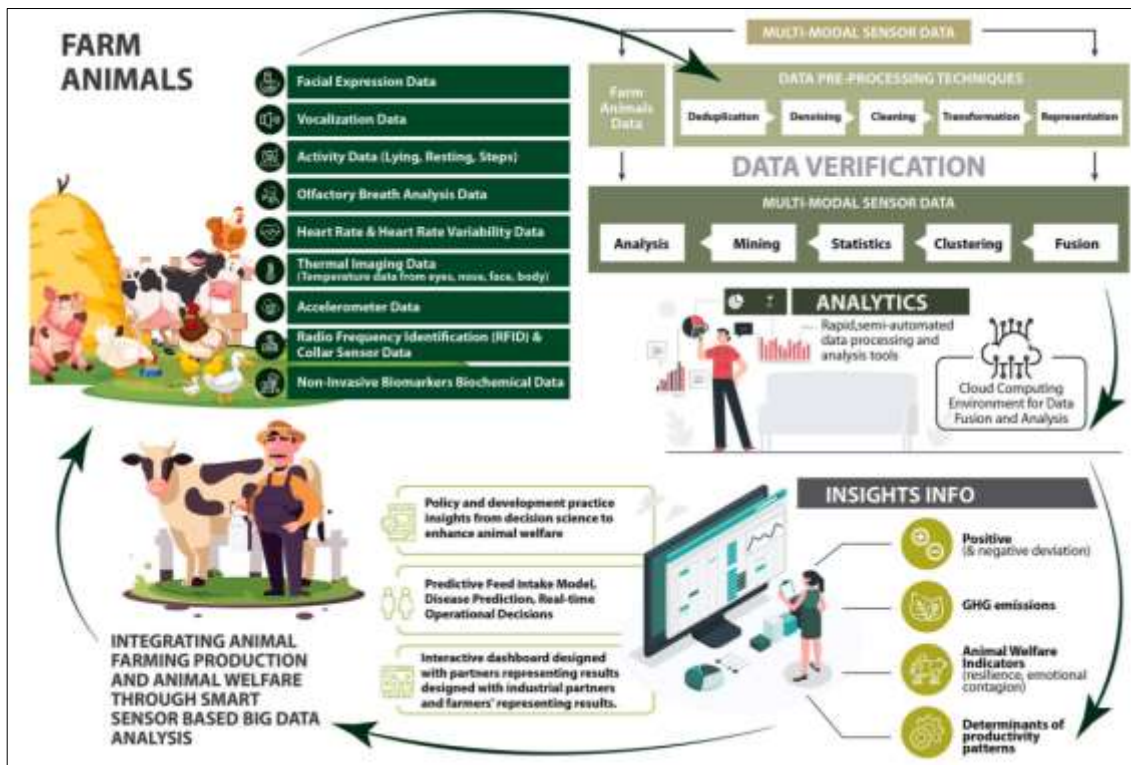 FARM
ANIMALS
Facial Expression Data
Vocalization Data
Activity Data (Lying, Resting, Steps)
Olfactory Breath Analysis Data
Heart Rate & Heart Rate Variability Data
Thermal Imaging Data
(Temperature data from eyes, nose, face, body)
Accelerometer Data
Radio Frequency Identification (RFID) &
Collar Sensor Data
Non-Invasive Biomarkers Biochemical Data
MULTI-MODAL SENSOR DATA
Farm
Animals
Data
DATA PRE-PROCESSING TECHNIQUES
Deduplication
Denoising
Cleaning
Transformation
Representation
DATA VERIFICATION
MULTI-MODAL SENSOR DATA
Analysis
Mining
Statistics
Clustering
Fusion
ANALYTICS
Rapid,semi-automated
data processing and
analysis tools
Cloud Computing
Environment for Data
Fusion and Analysis
INSIGHTS INFO
Positive
(& negative deviation)
GHG emissions
Animal Welfare
Indicators
(resilience, emotional
contagion)
Determinants of
productivity
patterns
Policy and development practice
insights from decision science to
enhance animal welfare
Predictive Feed Intake Model,
Disease Prediction, Real-time
Operational Decisions
Interactive dashboard designed
with partners representing results
designed with industrial partners
and farmers' representing results.
INTEGRATING ANIMAL
FARMING PRODUCTION
AND ANIMAL WELFARE
THROUGH SMART
SENSOR BASED BIG DATA
ANALYSIS